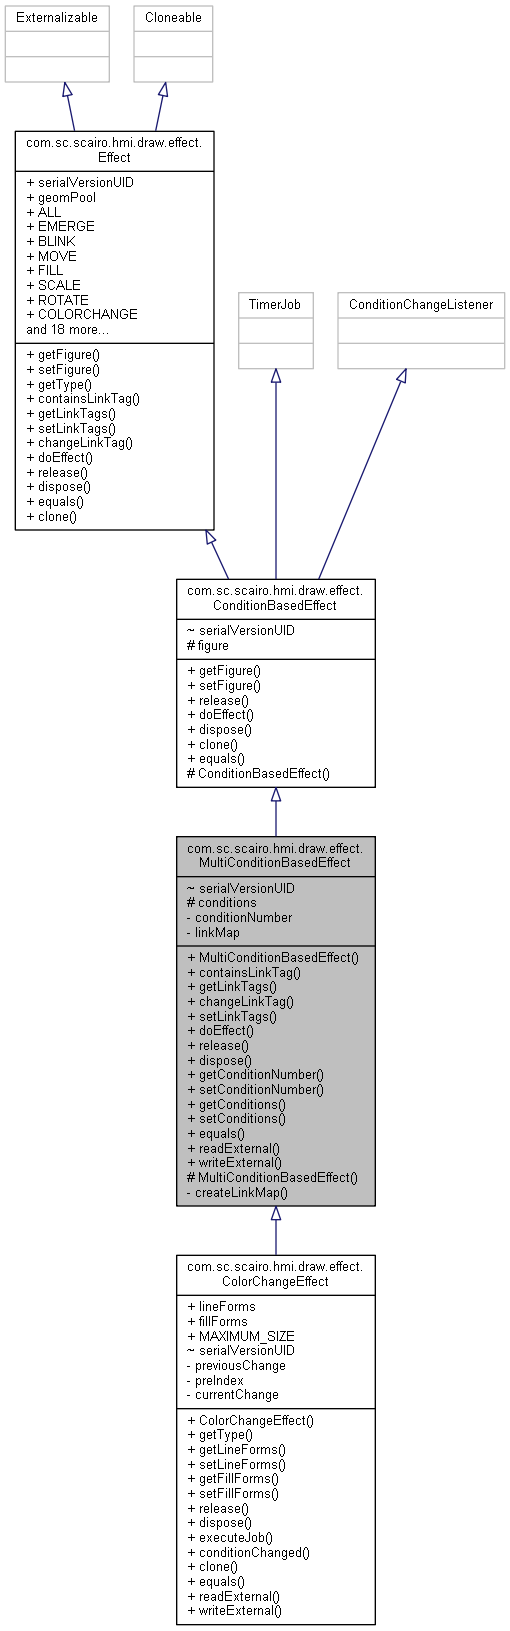 Externalizable
Cloneable
com.sc.scairo.hmi.draw.effect.
Effect
+ serialVersionUID
+ geomPool
+ ALL
+ EMERGE
+ BLINK
+ MOVE
+ FILL
+ SCALE
+ ROTATE
+ COLORCHANGE
and 18 more...
+ getFigure()
+ setFigure()
+ getType()
+ containsLinkTag()
+ getLinkTags()
+ setLinkTags()
+ changeLinkTag()
+ doEffect()
+ release()
+ dispose()
+ equals()
+ clone()
TimerJob
ConditionChangeListener
com.sc.scairo.hmi.draw.effect.
ConditionBasedEffect
~ serialVersionUID
# figure
+ getFigure()
+ setFigure()
+ release()
+ doEffect()
+ dispose()
+ clone()
+ equals()
# ConditionBasedEffect()
com.sc.scairo.hmi.draw.effect.
MultiConditionBasedEffect
~ serialVersionUID
# conditions
- conditionNumber
- linkMap
+ MultiConditionBasedEffect()
+ containsLinkTag()
+ getLinkTags()
+ changeLinkTag()
+ setLinkTags()
+ doEffect()
+ release()
+ dispose()
+ getConditionNumber()
+ setConditionNumber()
+ getConditions()
+ setConditions()
+ equals()
+ readExternal()
+ writeExternal()
# MultiConditionBasedEffect()
- createLinkMap()
com.sc.scairo.hmi.draw.effect.
ColorChangeEffect
+ lineForms
+ fillForms
+ MAXIMUM_SIZE
~ serialVersionUID
- previousChange
- preIndex
- currentChange
+ ColorChangeEffect()
+ getType()
+ getLineForms()
+ setLineForms()
+ getFillForms()
+ setFillForms()
+ release()
+ dispose()
+ executeJob()
+ conditionChanged()
+ clone()
+ equals()
+ readExternal()
+ writeExternal()